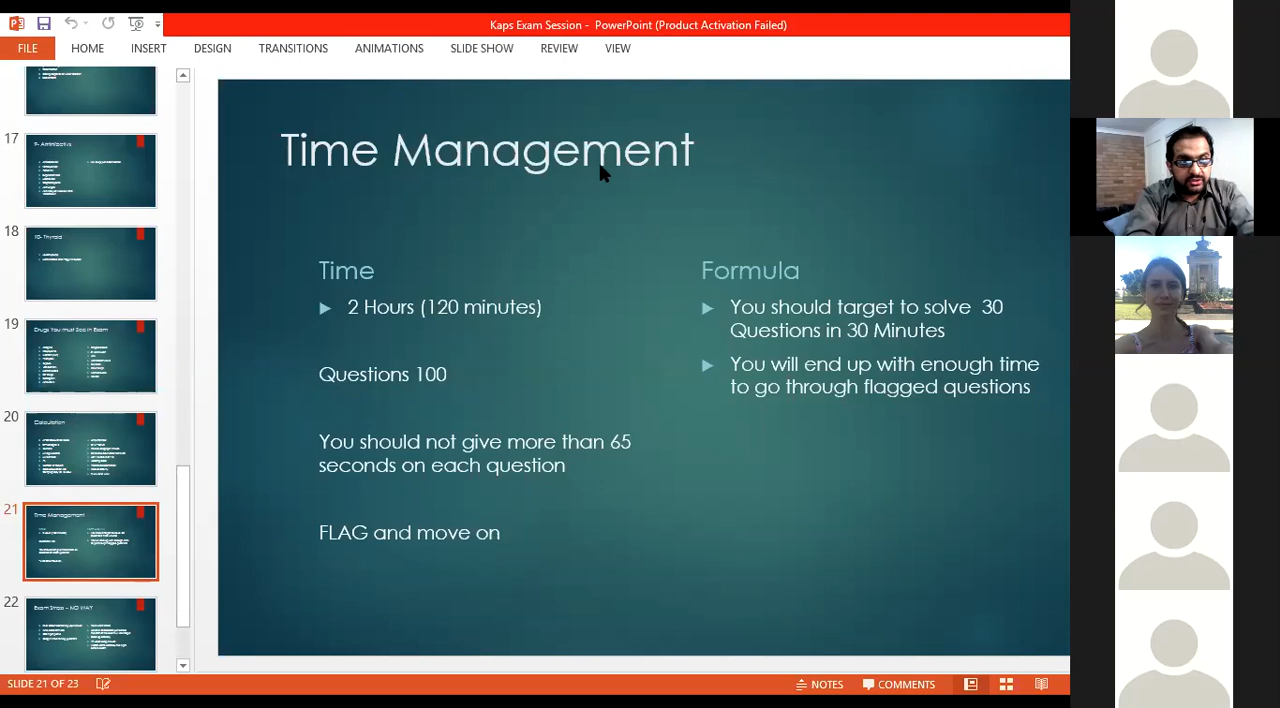 Kaps Exam Session - PowerPoint (Product Activation Failed)
FILE HOME INSERT DESIGN TRANSITIONS ANIMATIONS SLIDE SHOW REVIEW VIEW
17
18
10- Thyroid
19
Drugs You must See in Exam
20
Calculation
21
Time Management
22
Exam Stress - NO WAY
Time Management
Time
2 Hours (120 minutes)
Questions 100
You should not give more than 65
seconds on each question
FLAG and move on
Formula
You should target to solve 30
Questions in 30 Minutes
You will end up with enough time
to go through flagged questions
SLIDE 21 OF 23
NOTES COMMENTS